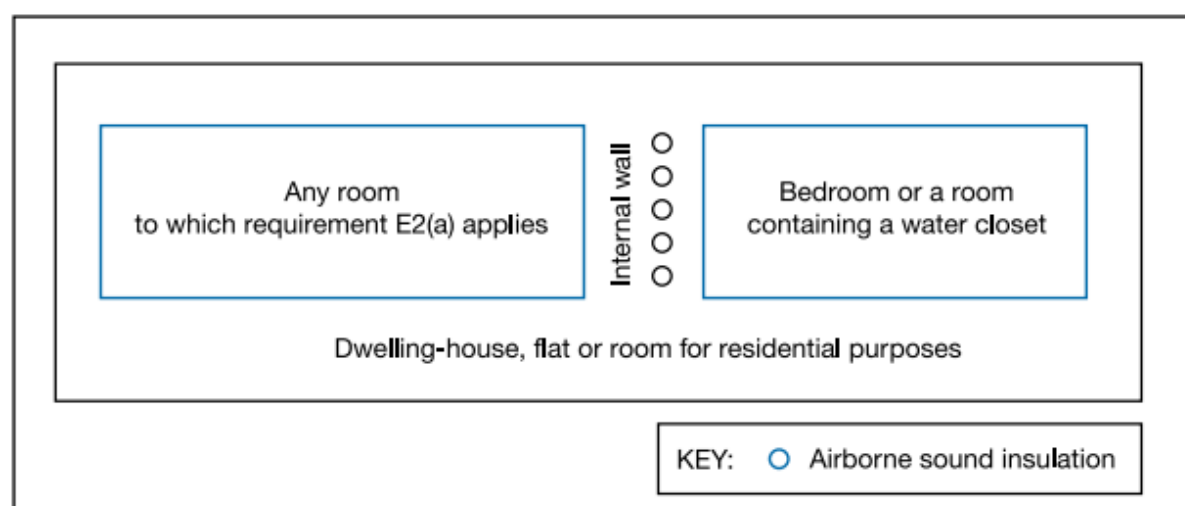 Any room
to which requirement E2(a) applies
Internal wall
Bedroom or a room
containing a water closet
Dwelling-house, flat or room for residential purposes
KEY: Airborne sound insulation